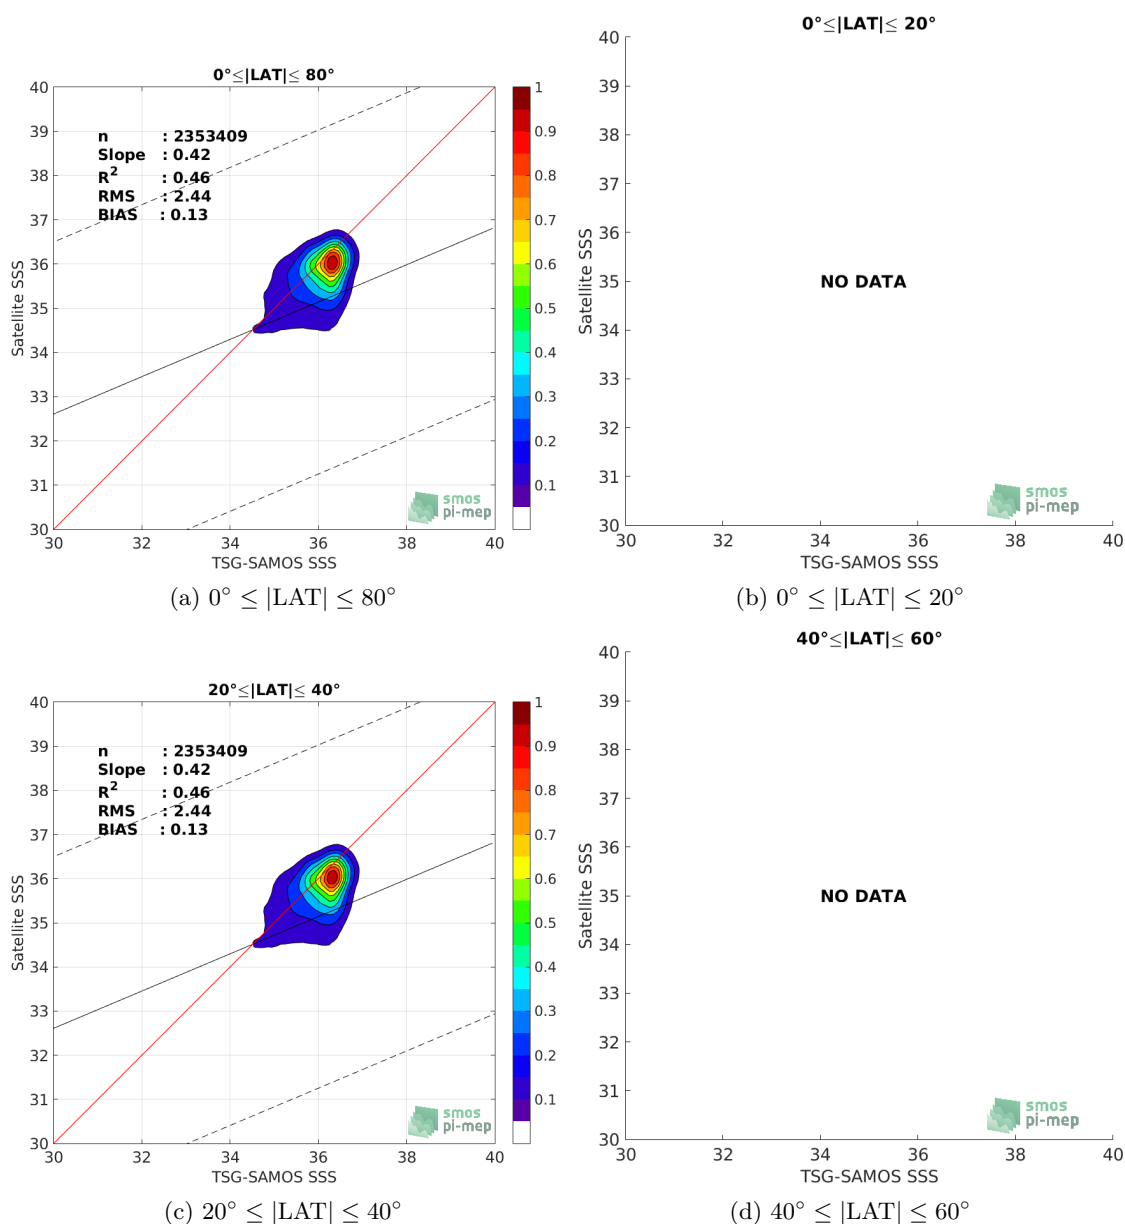 0°≤|LAT|≤ 80°
n : 2353409
Slope : 0.42
R² : 0.46
RMS : 2.44
BIAS : 0.13
40
39
38
37
36
35
34
33
32
31
30
Satellite SSS
30 32 34 36 38 40
TSG-SAMOS SSS
1
0.9
0.8
0.7
0.6
0.5
0.4
0.3
0.2
0.1
smos
pi-mep
(a) 0° ≤ |LAT| ≤ 80°
0°≤|LAT|≤ 20°
40
39
38
37
36
35
34
33
32
31
30
Satellite SSS
NO DATA
smos
pi-mep
30 32 34 36 38 40
TSG-SAMOS SSS
(b) 0° ≤ |LAT| ≤ 20°
20°≤|LAT|≤ 40°
n : 2353409
Slope : 0.42
R² : 0.46
RMS : 2.44
BIAS : 0.13
40
39
38
37
36
35
34
33
32
31
30
Satellite SSS
30 32 34 36 38 40
TSG-SAMOS SSS
1
0.9
0.8
0.7
0.6
0.5
0.4
0.3
0.2
0.1
smos
pi-mep
(c) 20° ≤ |LAT| ≤ 40°
40°≤|LAT|≤ 60°
40
39
38
37
36
35
34
33
32
31
30
Satellite SSS
NO DATA
smos
pi-mep
30 32 34 36 38 40
TSG-SAMOS SSS
(d) 40° ≤ |LAT| ≤ 60°